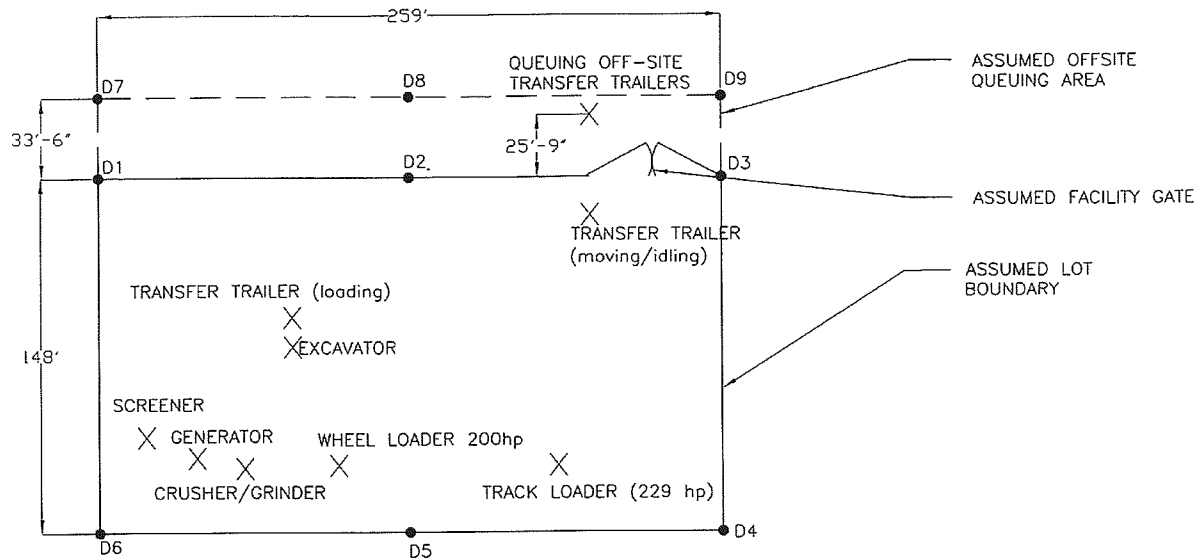 259'
QUEUING OFF-SITE
TRANSFER TRAILERS
ASSUMED OFFSITE
QUEUING AREA
D7
D8
D9
33'-6"
25'-9"
D1
D2.
D3
ASSUMED FACILITY GATE
TRANSFER TRAILER
(moving/idling)
ASSUMED LOT
BOUNDARY
TRANSFER TRAILER (loading)
EXCAVATOR
148'
SCREENER
GENERATOR
WHEEL LOADER 200hp
CRUSHER/GRINDER
TRACK LOADER (229 hp)
D6
D5
D4